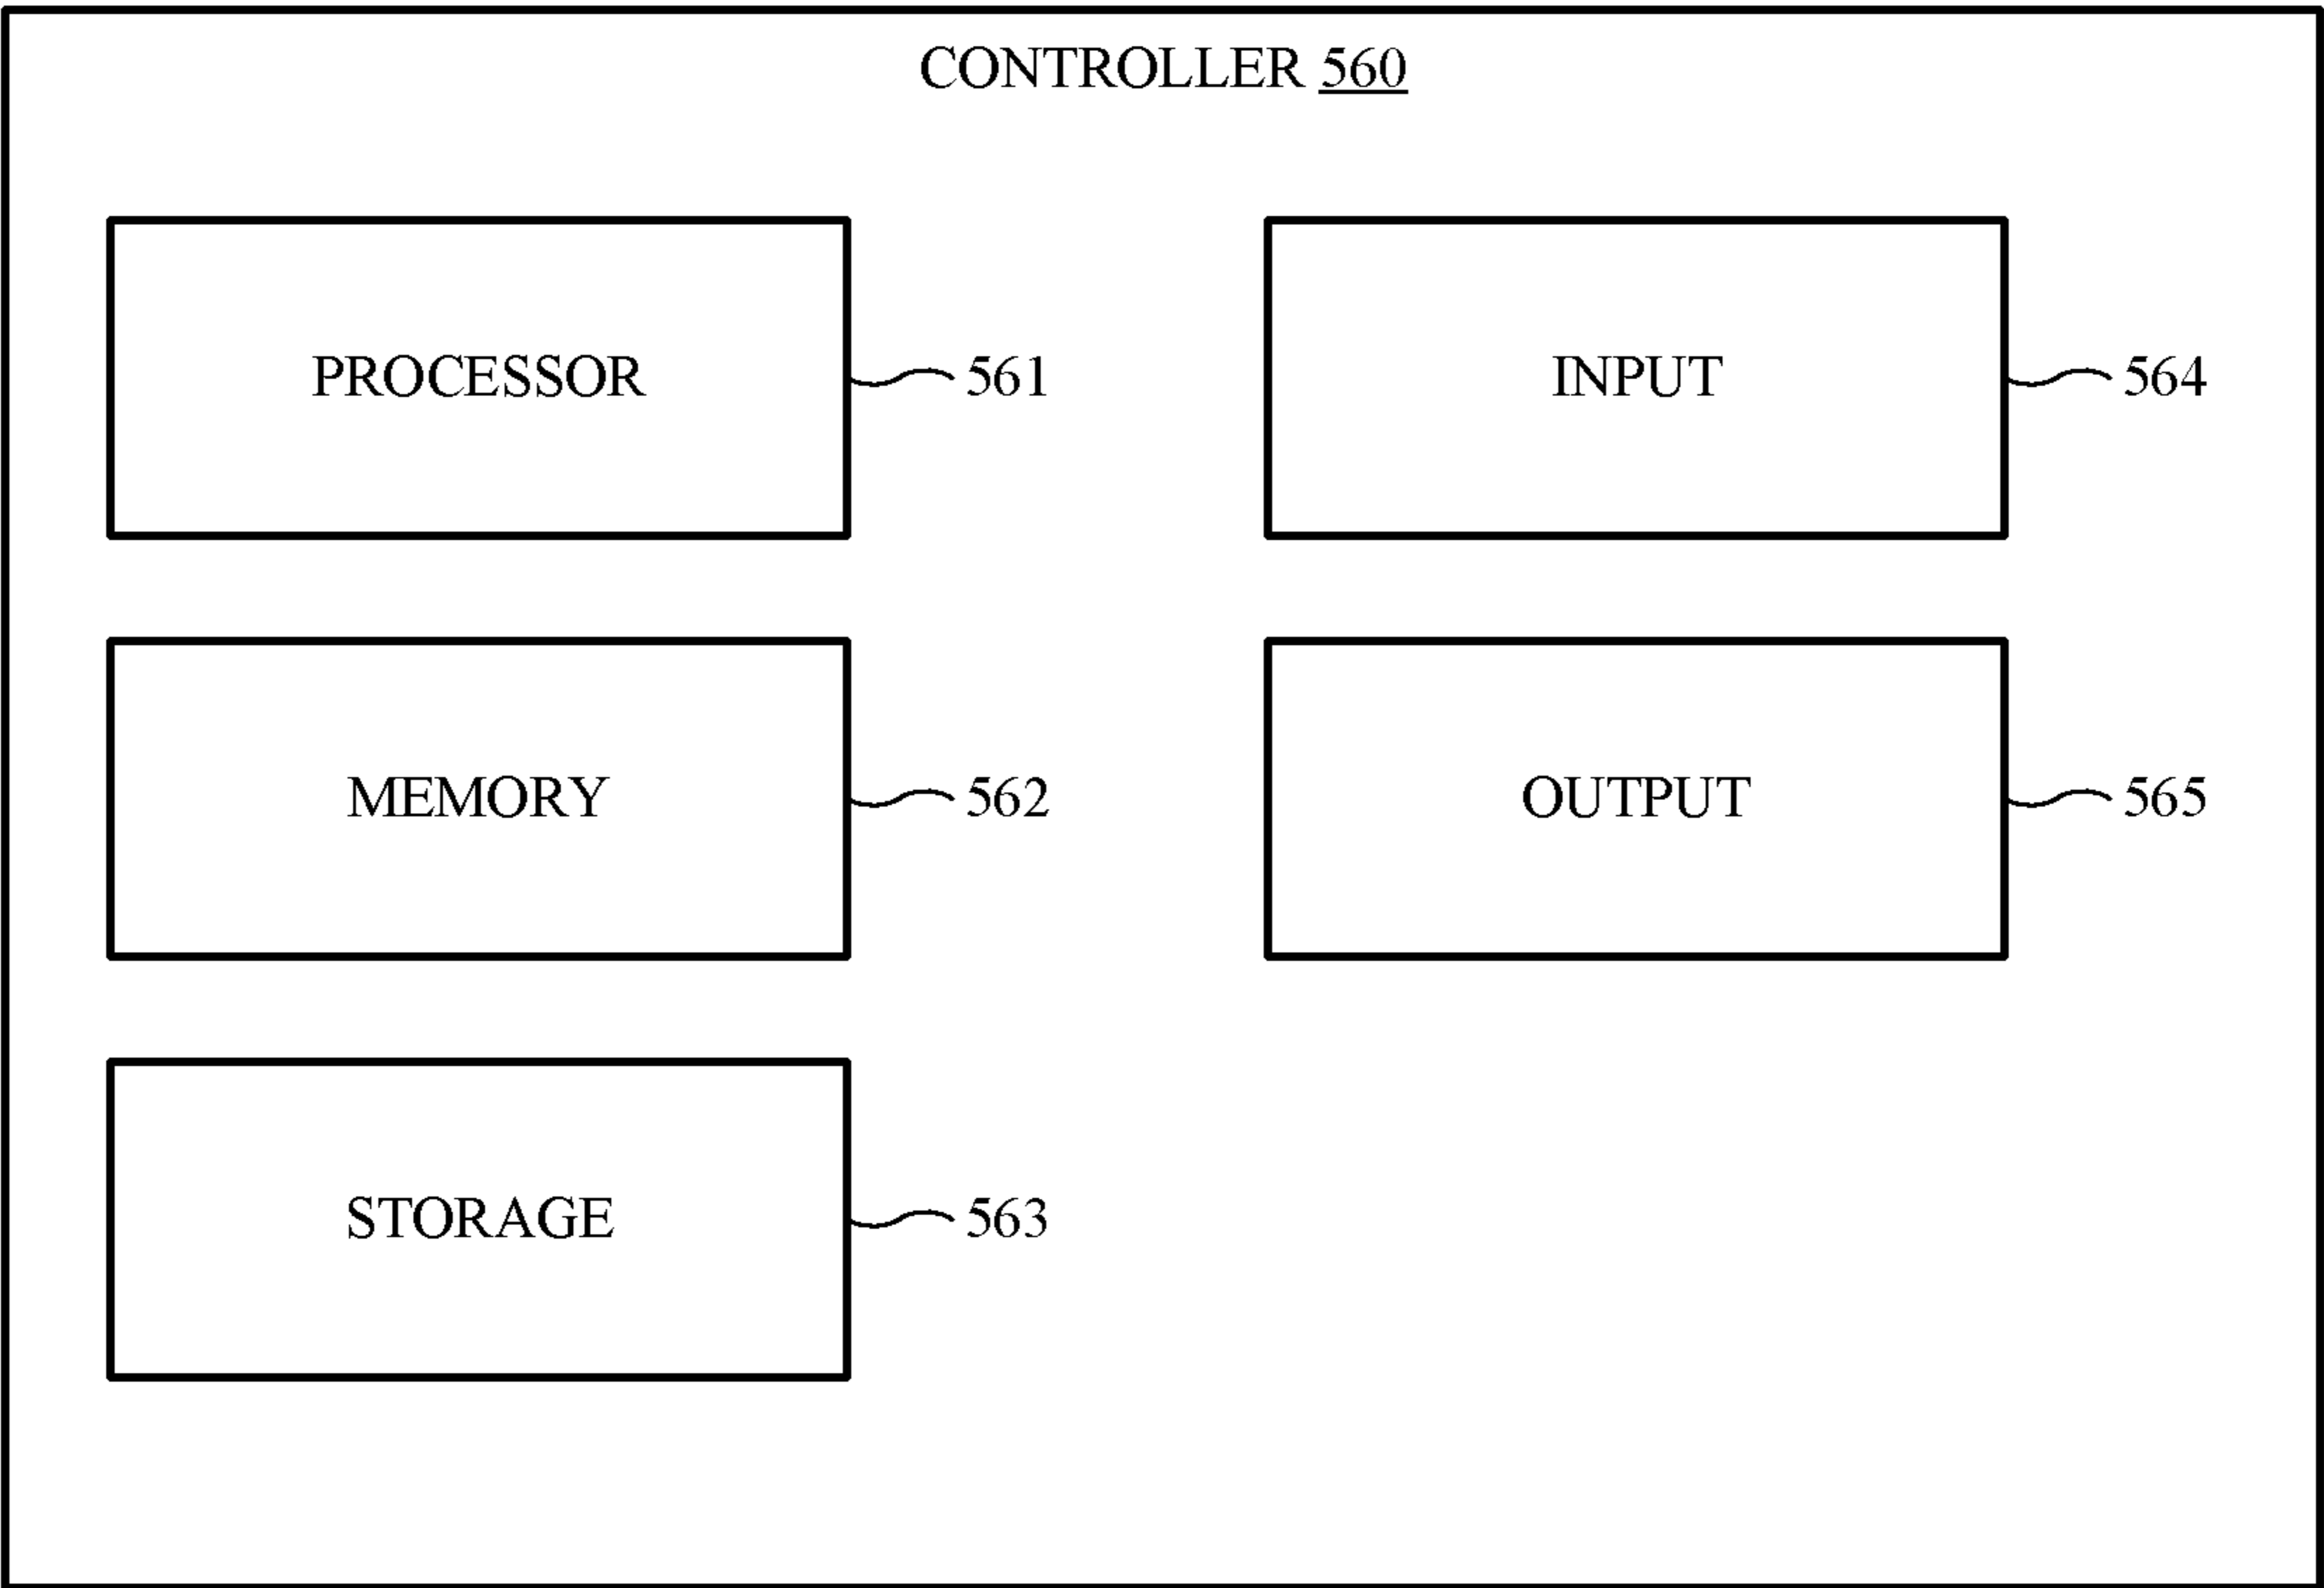 CONTROLLER 560
PROCESSOR 561
INPUT 564
MEMORY 562
OUTPUT 565
STORAGE 563